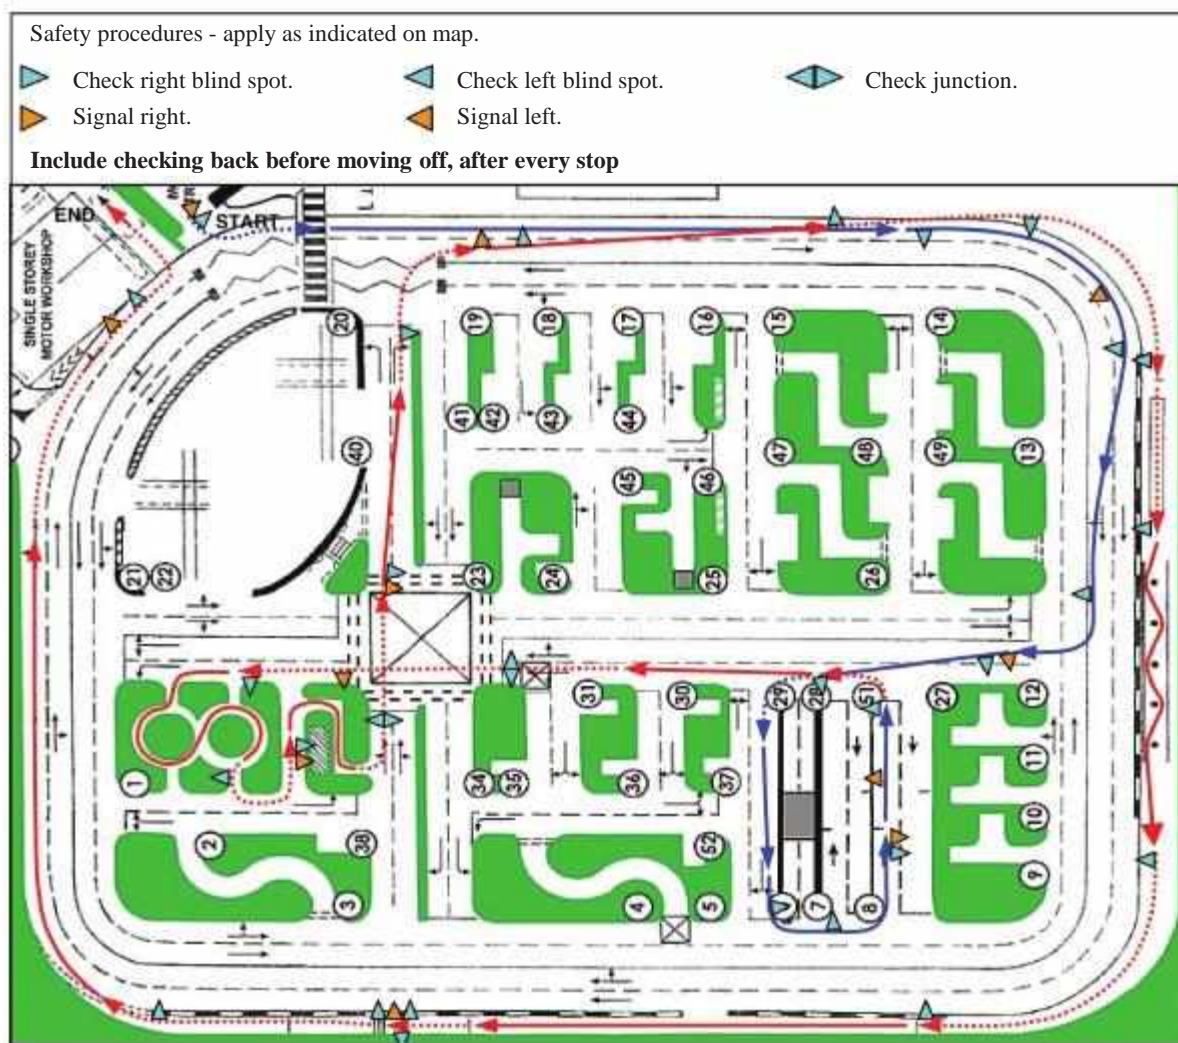 Safety procedures - apply as indicated on map.
Check right blind spot. Check left blind spot. Check junction.
Signal right. Signal left.
Include checking back before moving off, after every stop
END
START
SINGLE STOREY
MOTOR WORKSHOP
20 19 18 17 16 15 14
41 42 43 44
40 47 48 49 13
45 46
21 22 23 24 25 26
31 30 29 28 51 27 12
1 34 35 36 37 11
2 38 52 10
3 4 5 6 7 8 9